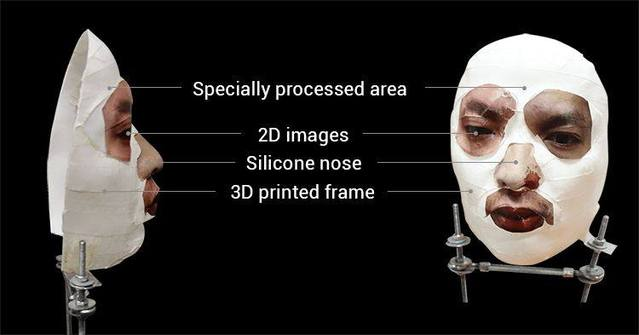 Specially processed area
2D images
Silicone nose
3D printed frame